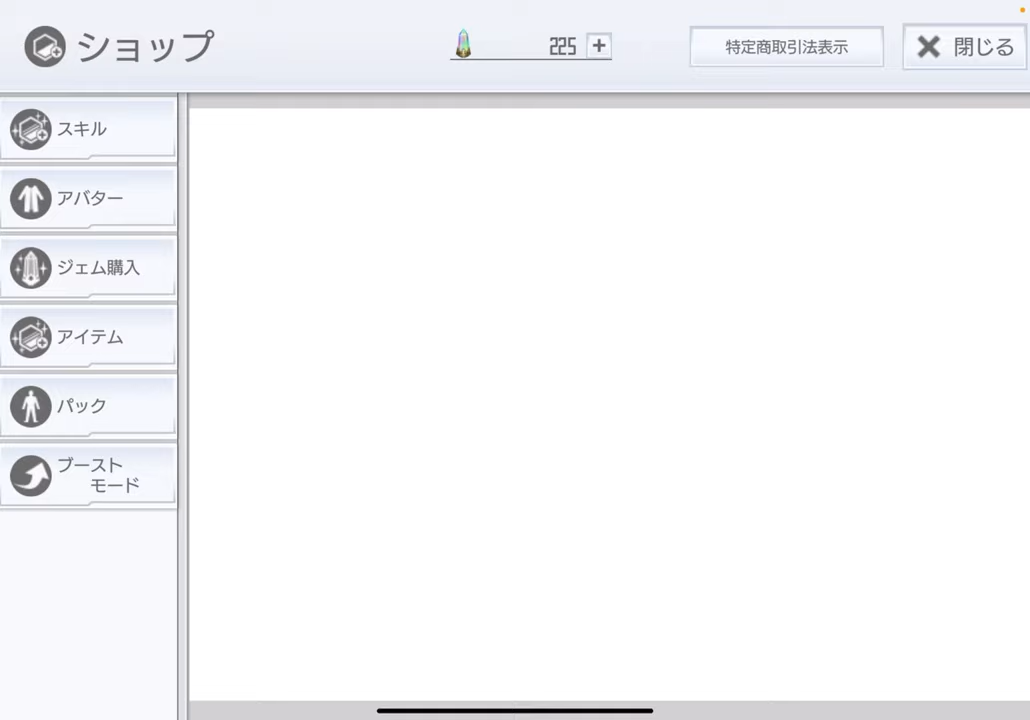 ショップ
225
特定商取引法表示
閉じる
スキル
アバター
ジェム購入
アイテム
パック
ブースト
モード